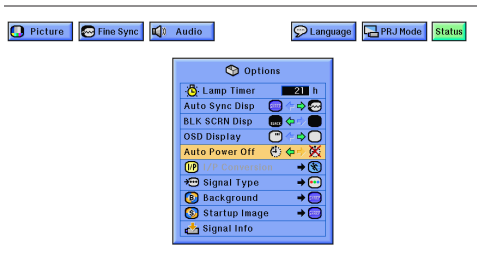 Picture Fine Sync Audio Language PRJ Mode Status
Options
Lamp Timer 21 h
Auto Sync Disp
BLK SCRN Disp
OSD Display
Auto Power Off
I/P
Signal Type
B Background
S Startup Image
Signal Info